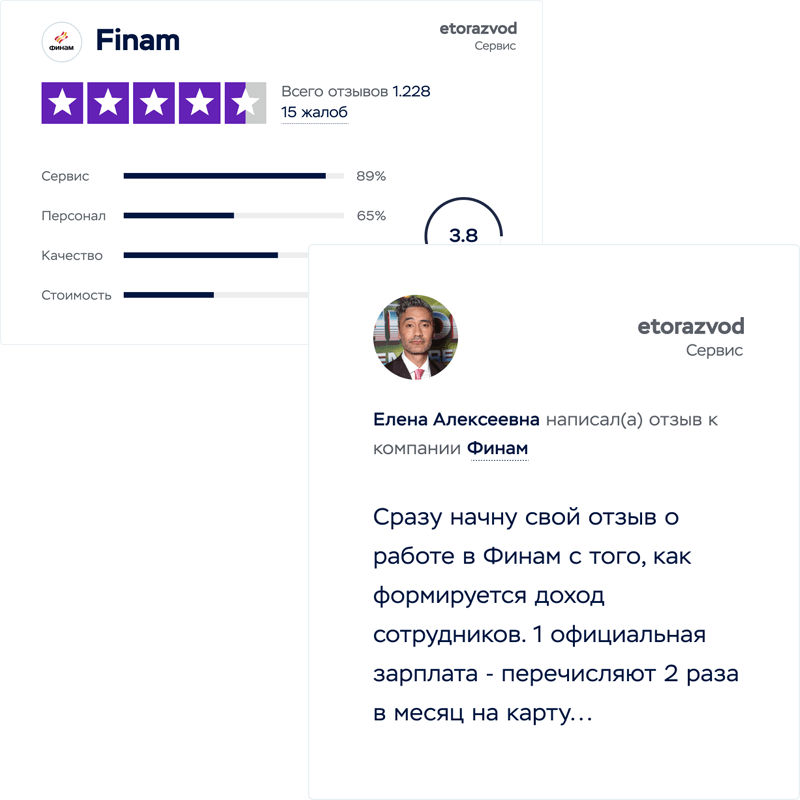 ФИНАМ
Finam
etorazvod
Сервис
Всего отзывов 1.228
15 жалоб
Сервис 89%
Персонал 65%
Качество
Стоимость
3.8
etorazvod
Сервис
Елена Алексеевна написал(а) отзыв к
компании Финам
Сразу начну свой отзыв о
работе в Финам с того, как
формируется доход
сотрудников. 1 официальная
зарплата - перечисляют 2 раза
в месяц на карту...